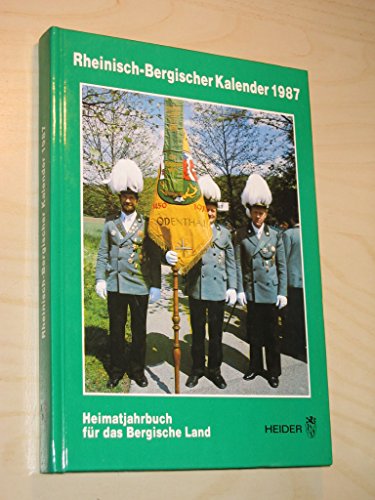 Rheinisch-Bergischer Kalender 1987
Rheinisch-Bergischer Kalender 1987
ODENTHAL
Heimatjahrbuch
für das Bergische Land
HEIDER